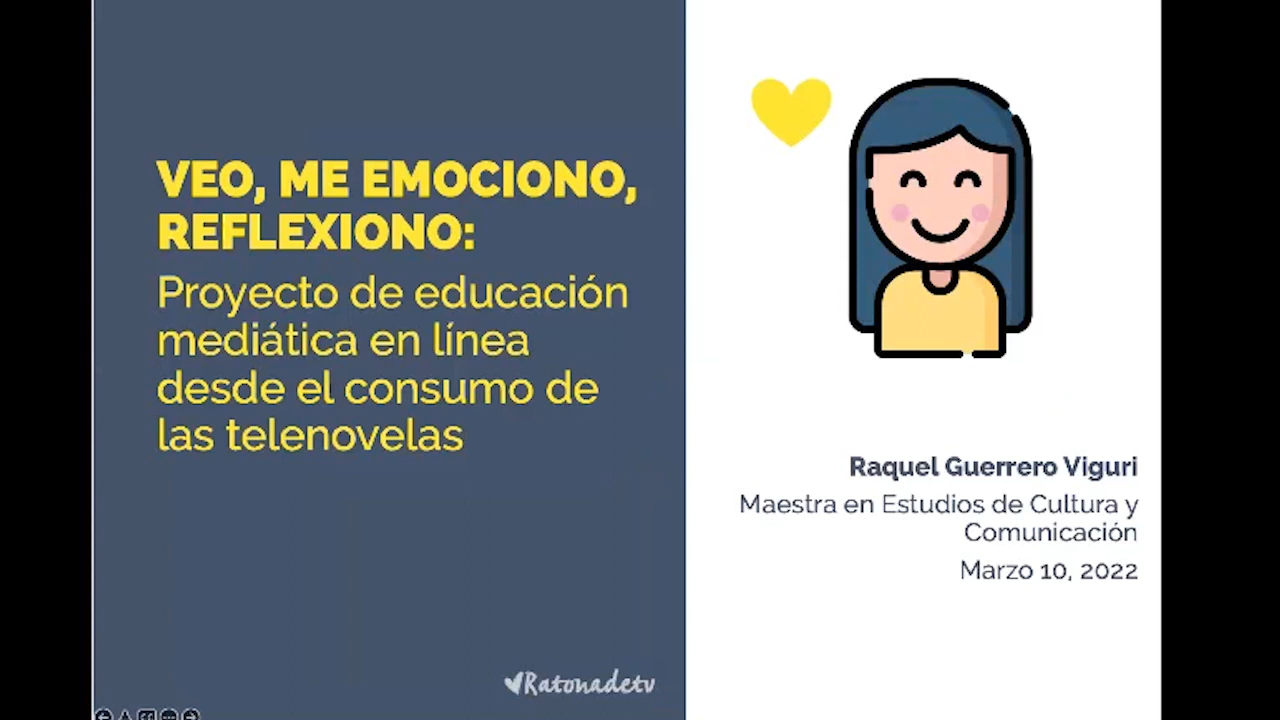 VEO, ME EMOCIONO,
REFLEXIONO:
Proyecto de educación
mediática en línea
desde el consumo de
las telenovelas
Ratonadetv
Raquel Guerrero Viguri
Maestra en Estudios de Cultura y
Comunicación
Marzo 10, 2022